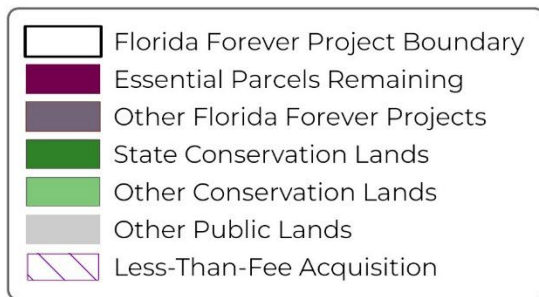 Florida Forever Project Boundary
Essential Parcels Remaining
Other Florida Forever Projects
State Conservation Lands
Other Conservation Lands
Other Public Lands
Less-Than-Fee Acquisition